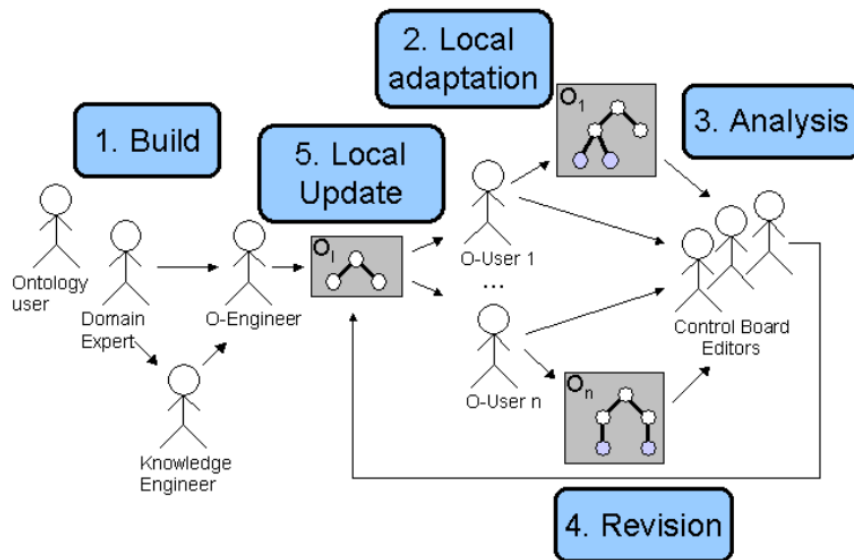 2. Local
adaptation
O1
3. Analysis
1. Build
5. Local
Update
Ontology
user
Domain
Expert
O-Engineer
OI
O-User 1
...
O-User n
On
Control Board
Editors
Knowledge
Engineer
4. Revision